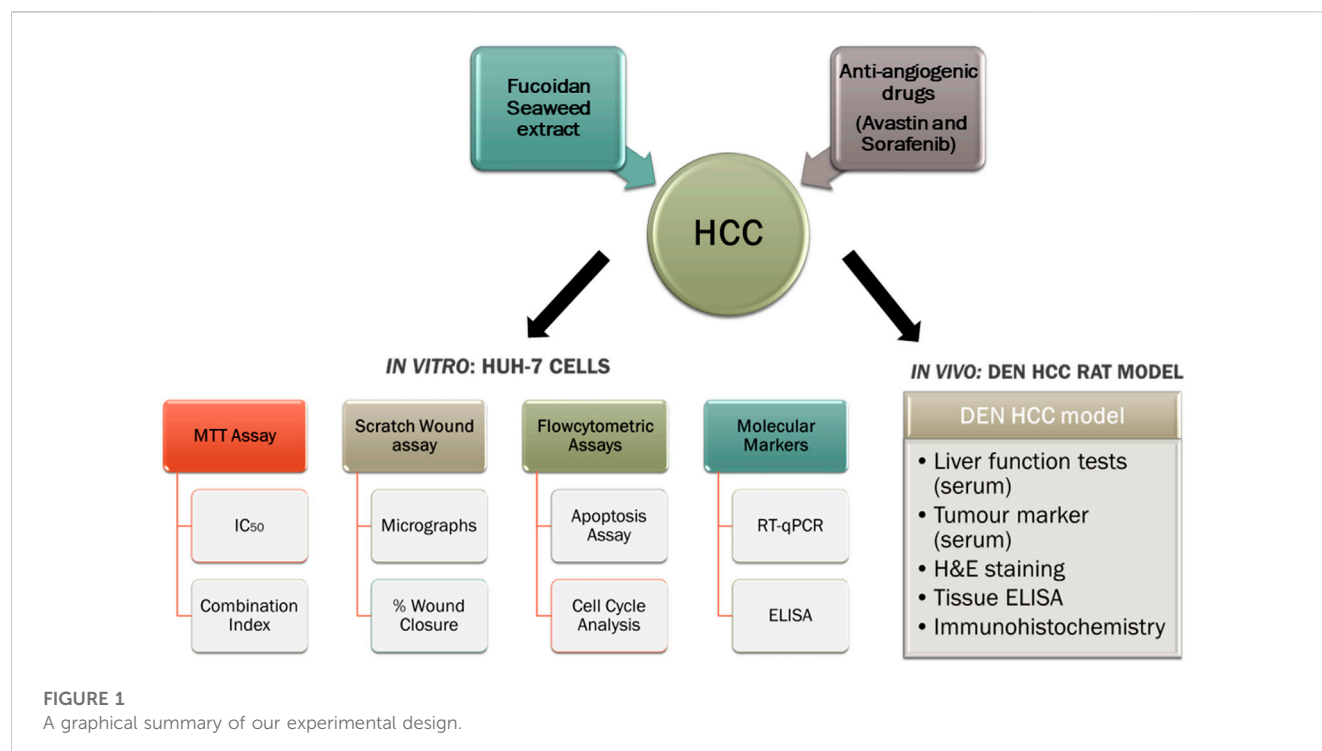 Fucoidan
Seaweed
extract
Anti-angiogenic
drugs
(Avastin and
Sorafenib)
HCC
IN VITRO: HUH-7 CELLS
MTT Assay
IC50
Combination
Index
Scratch Wound
assay
Micrographs
% Wound
Closure
Flowcytometric
Assays
Apoptosis
Assay
Cell Cycle
Analysis
Molecular
Markers
RT-qPCR
ELISA
IN VIVO: DEN HCC RAT MODEL
DEN HCC model
• Liver function tests
(serum)
• Tumour marker
(serum)
• H&E staining
• Tissue ELISA
• Immunohistochemistry
FIGURE 1
A graphical summary of our experimental design.